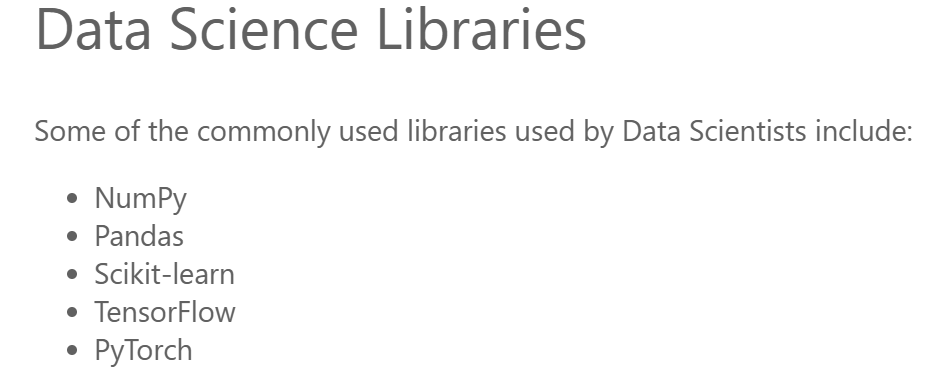 Data Science Libraries
Some of the commonly used libraries used by Data Scientists include:
• NumPy
• Pandas
• Scikit-learn
• TensorFlow
• PyTorch